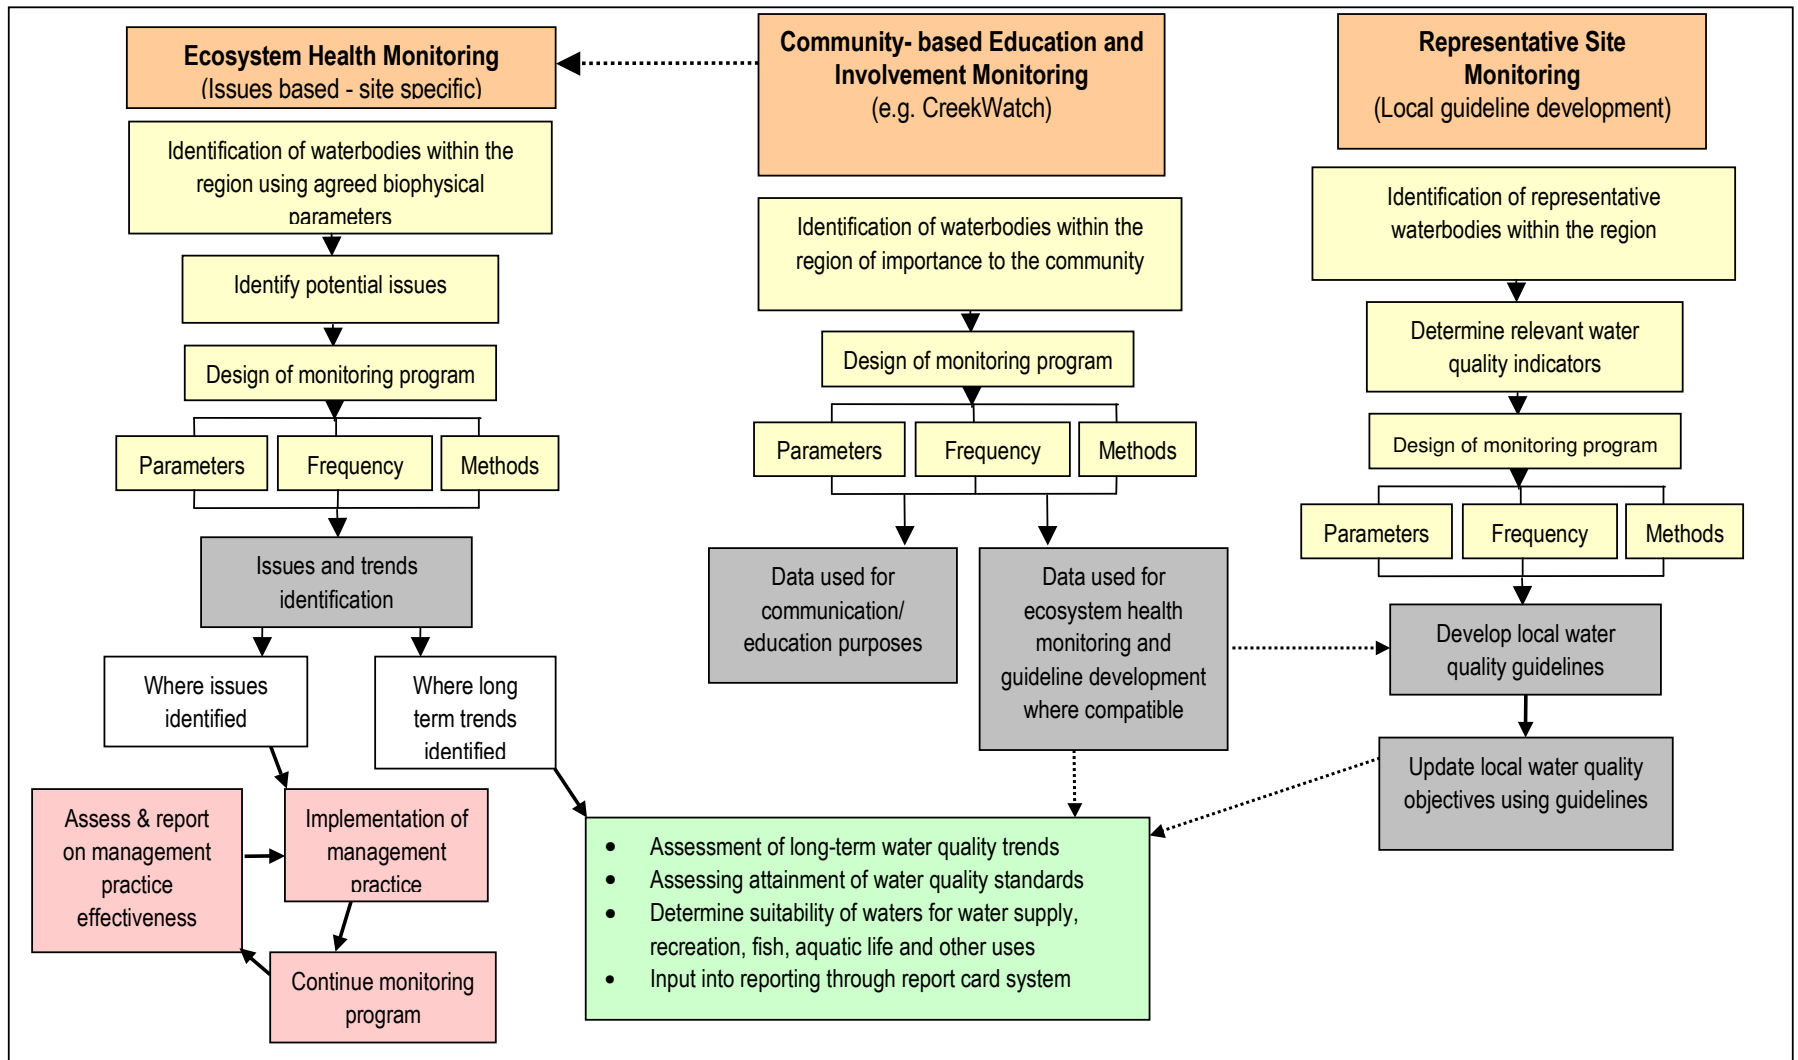 Ecosystem Health Monitoring
(Issues based - site specific)
Community- based Education and
Involvement Monitoring
(e.g. CreekWatch)
Representative Site
Monitoring
(Local guideline development)
Identification of waterbodies within the
region using agreed biophysical
parameters
Identify potential issues
Design of monitoring program
Parameters
Frequency
Methods
Issues and trends
identification
Where issues
identified
Where long
term trends
identified
Assess & report
on management
practice
effectiveness
Implementation of
management
practice
Continue monitoring
program
Identification of waterbodies within the
region of importance to the community
Design of monitoring program
Parameters
Frequency
Methods
Data used for
communication/
education purposes
Data used for
ecosystem health
monitoring and
guideline development
where compatible
Identification of representative
waterbodies within the region
Determine relevant water
quality indicators
Design of monitoring program
Parameters
Frequency
Methods
Develop local water
quality guidelines
Update local water quality
objectives using guidelines
• Assessment of long-term water quality trends
• Assessing attainment of water quality standards
• Determine suitability of waters for water supply,
recreation, fish, aquatic life and other uses
• Input into reporting through report card system